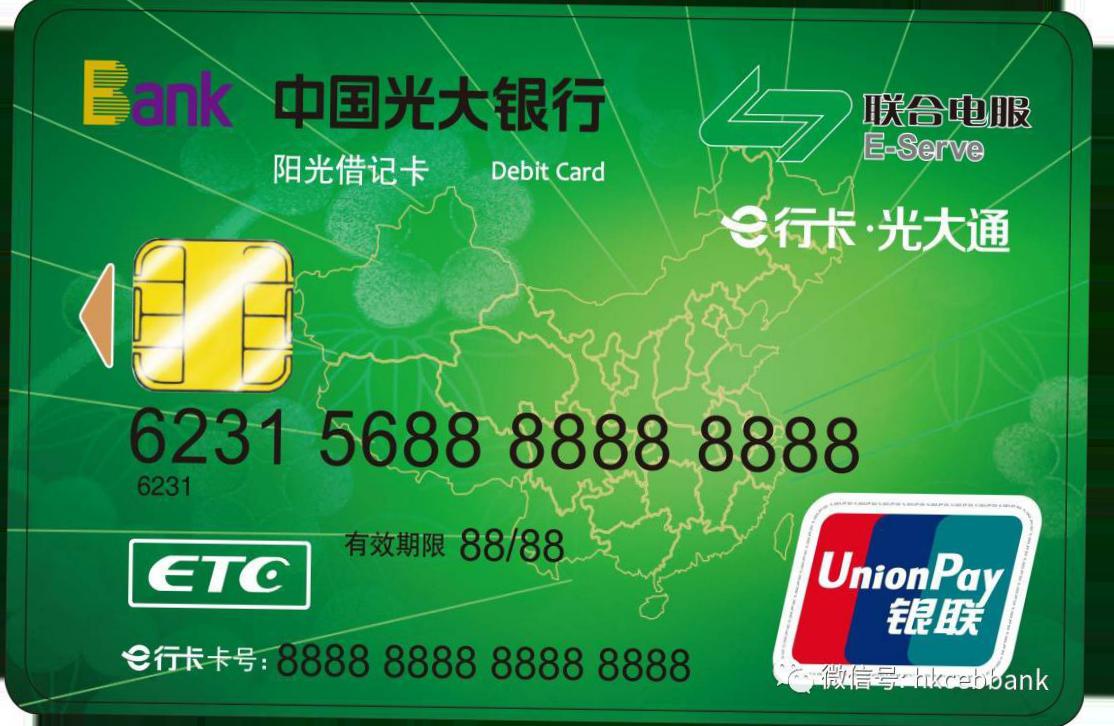 Bank 中国光大银行
阳光借记卡 Debit Card
联合电服
E-Serve
e行卡·光大通
6231 5688 8888 8888
6231
有效期限 88/88
ETC
UnionPay
银联
e行卡卡号：8888 8888 8888 8888
微信号: hkcebbank